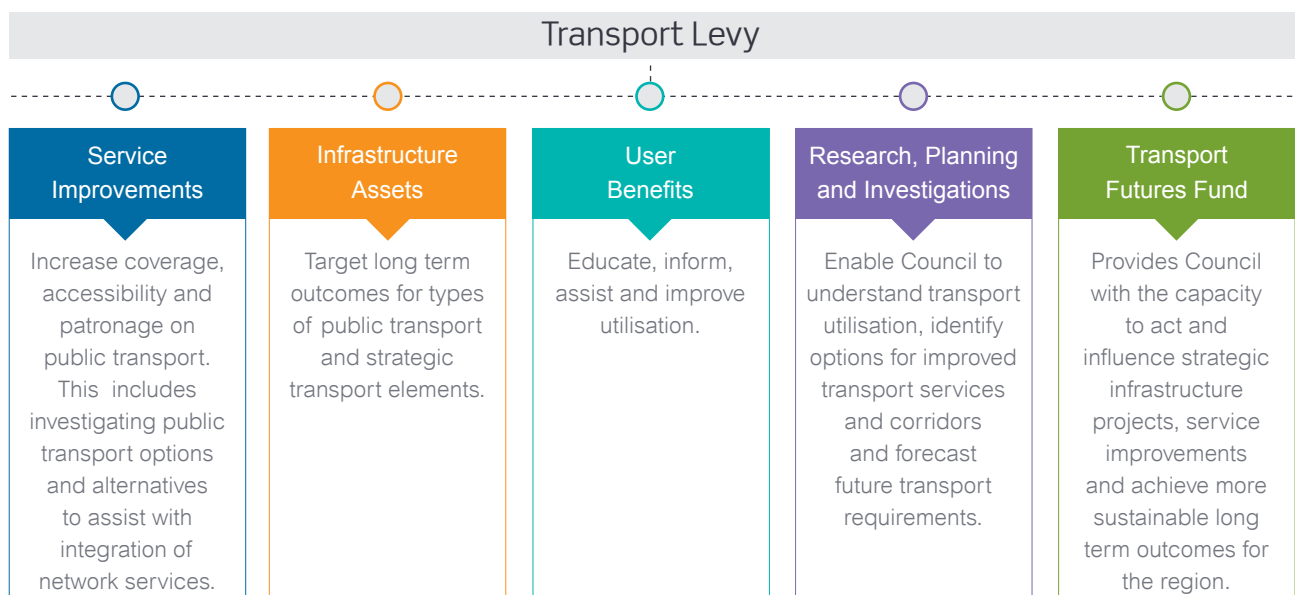 Transport Levy
Service
Improvements
Increase coverage,
accessibility and
patronage on
public transport.
This includes
investigating public
transport options
and alternatives
to assist with
integration of
network services.
Infrastructure
Assets
Target long term
outcomes for types
of public transport
and strategic
transport elements.
User
Benefits
Educate, inform,
assist and improve
utilisation.
Research, Planning
and Investigations
Enable Council to
understand transport
utilisation, identify
options for improved
transport services
and corridors
and forecast
future transport
requirements.
Transport
Futures Fund
Provides Council
with the capacity
to act and
influence strategic
infrastructure
projects, service
improvements
and achieve more
sustainable long
term outcomes for
the region.